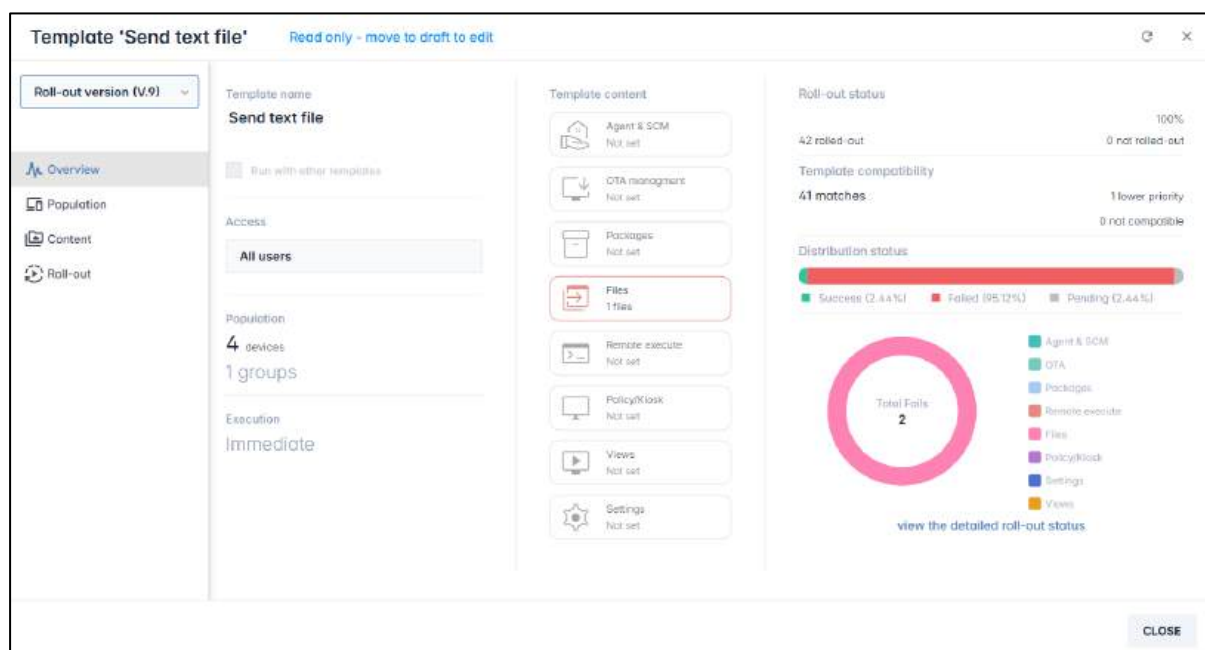 Template 'Send text file'
Read only - move to draft to edit
Roll-out version (V.9)
Overview
Population
Content
Roll-out
Template name
Send text file
Run with other templates
Access
All users
Population
4 devices
1 groups
Execution
Immediate
Template content
Agent & SCM
Not set
OTA managment
Not set
Packages
Not set
Files
1 files
Remote execute
Not set
Policy/Kiosk
Not set
Views
Not set
Settings
Not set
Roll-out status
100%
42 rolled-out
0 not rolled-out
Template compatibility
41 matches
1 lower priority
0 not compatible
Distribution status
Success (2.44%)
Failed (95.12%)
Pending (2.44%)
Total Fails
2
Agent & SCM
OTA
Packages
Remote execute
Files
Policy/Kiosk
Settings
Views
view the detailed roll-out status
CLOSE